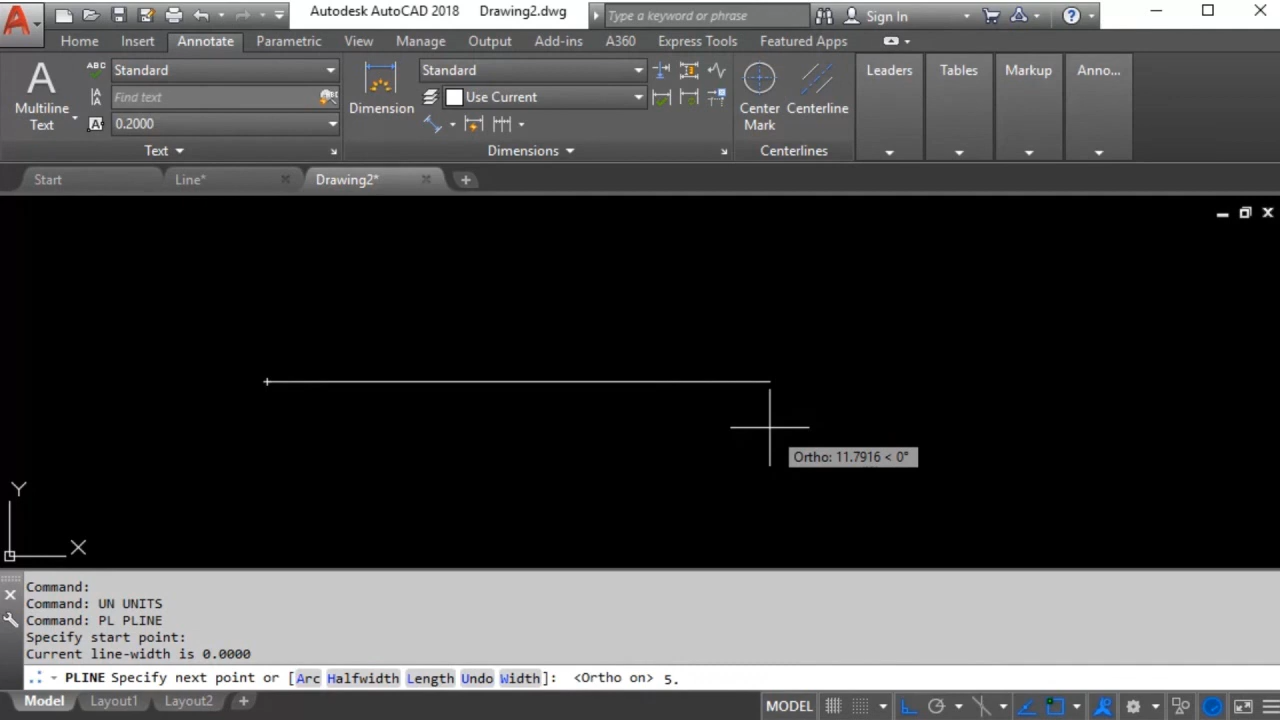 Autodesk AutoCAD 2018 Drawing2.dwg Type a keyword or phrase Sign In
Home Insert Annotate Parametric View Manage Output Add-ins A360 Express Tools Featured Apps
Multiline Text
ABC Standard
A Find text ABC
A 0.2000
Text
Dimension
Standard
Use Current
Dimensions
Center Mark
Centerline
Centerlines
Leaders Tables Markup Anno...
Start Line* Drawing2*
Ortho: 11.7916 < 0°
Y
X
Command:
Command: UN UNITS
Command: PL PLINE
Specify start point:
Current line-width is 0.0000
PLINE Specify next point or [Arc Halfwidth Length Undo Width]: <Ortho on> 5.
Model Layout1 Layout2 + MODEL